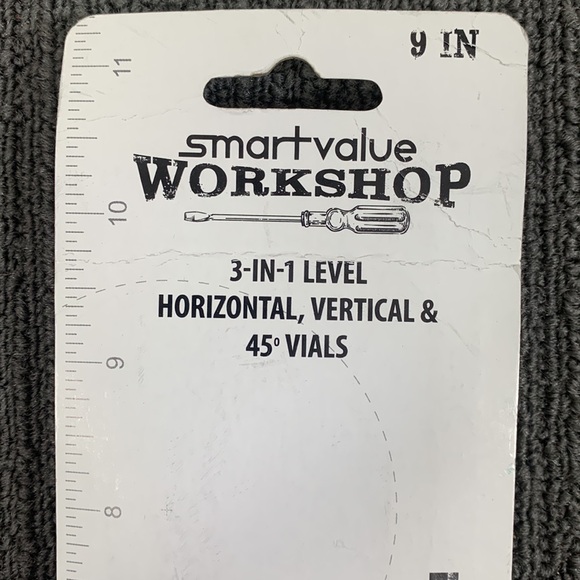 9 IN
smartvalue
WORKSHOP
3-IN-1 LEVEL
HORIZONTAL, VERTICAL &
45° VIALS
11
10
9
8